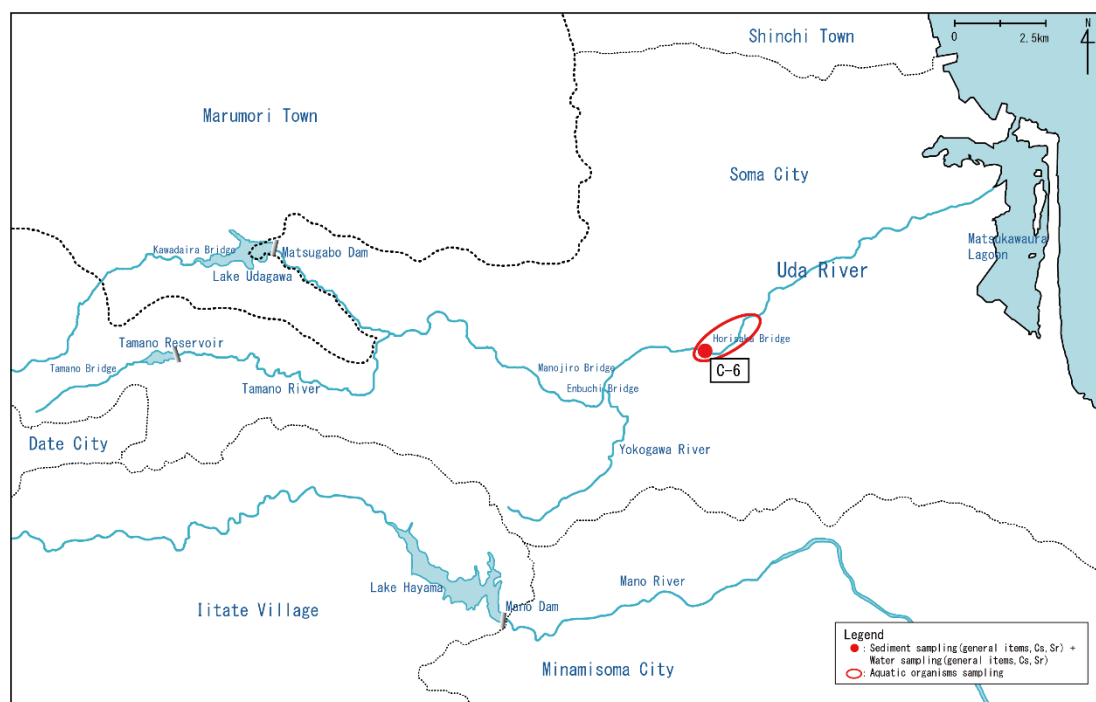 Shinchi Town
0 2.5km
N
Marumori Town
Soma City
Kawadaira Bridge
Matsugabo Dam
Lake Udagawa
Matsukawaura
Lagoon
Uda River
Tamano Reservoir
Horisaka Bridge
Tamano Bridge
C-6
Manojiro Bridge
Tamano River
Enbuchi Bridge
Date City
Yokogawa River
Lake Hayama
Mano River
Iitate Village
Mano Dam
Minamisoma City
Legend
: Sediment sampling(general items,Cs,Sr) +
Water sampling(general items,Cs,Sr)
: Aquatic organisms sampling